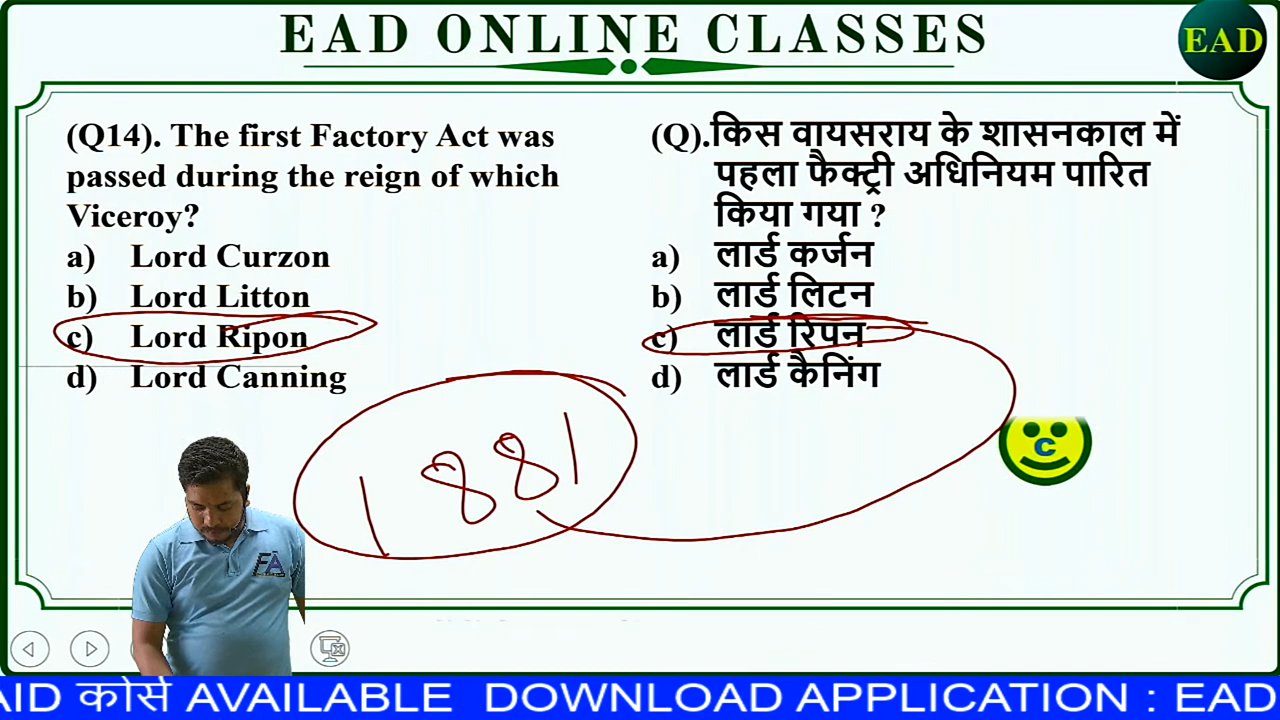 EAD ONLINE CLASSES
EAD
(Q14). The first Factory Act was
passed during the reign of which
Viceroy?
a) Lord Curzon
b) Lord Litton
c) Lord Ripon
d) Lord Canning
(Q).किस वायसराय के शासनकाल में
पहला फैक्ट्री अधिनियम पारित
किया गया ?
a) लार्ड कर्जन
b) लार्ड लिटन
c) लार्ड रिपन
d) लार्ड कैनिंग
1881
C
FA
AID कोर्स AVAILABLE DOWNLOAD APPLICATION : EAD